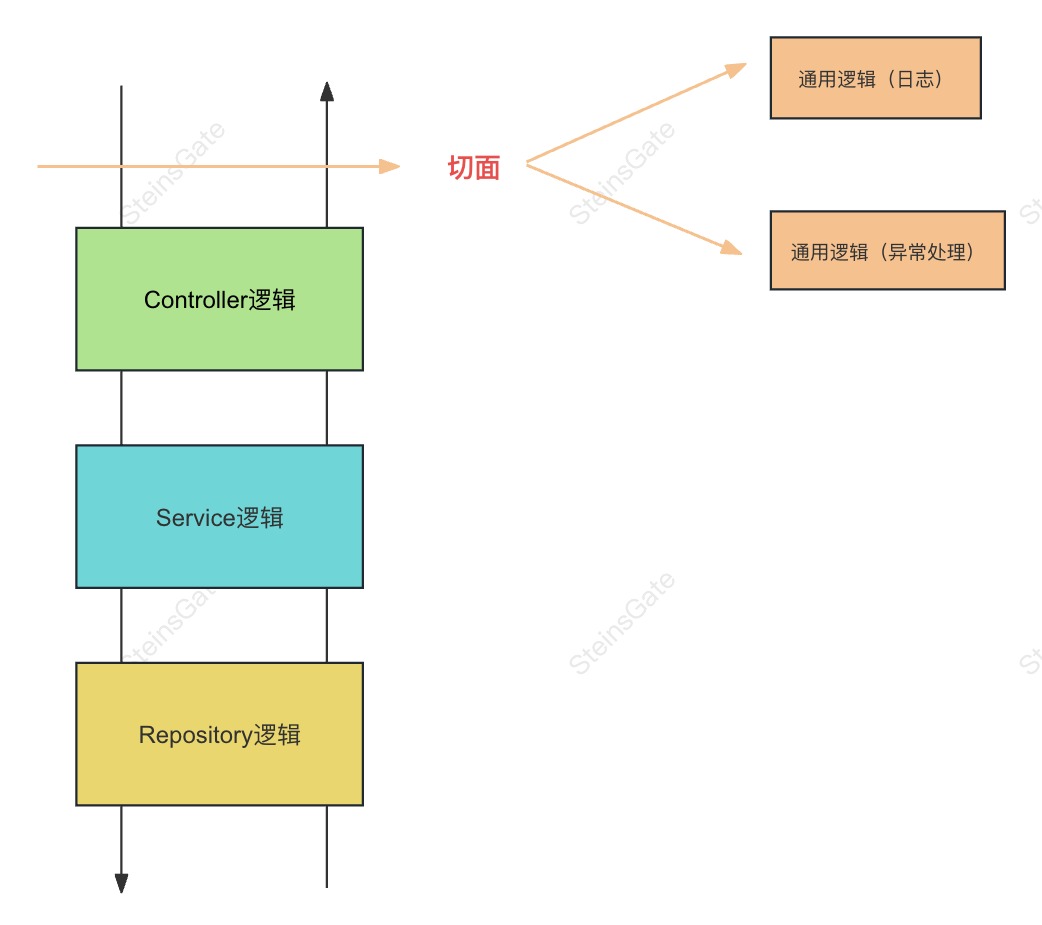 通用逻辑（日志）
SteinsGate
SteinsGate
切面
通用逻辑（异常处理）
Controller逻辑
Service逻辑
SteinsGate
SteinsGate
Repository逻辑